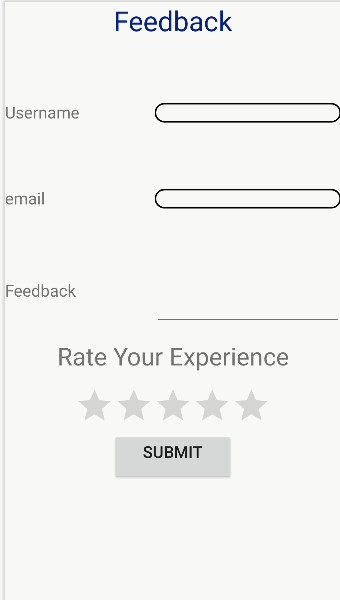 Feedback
Username
email
Feedback
Rate Your Experience
SUBMIT